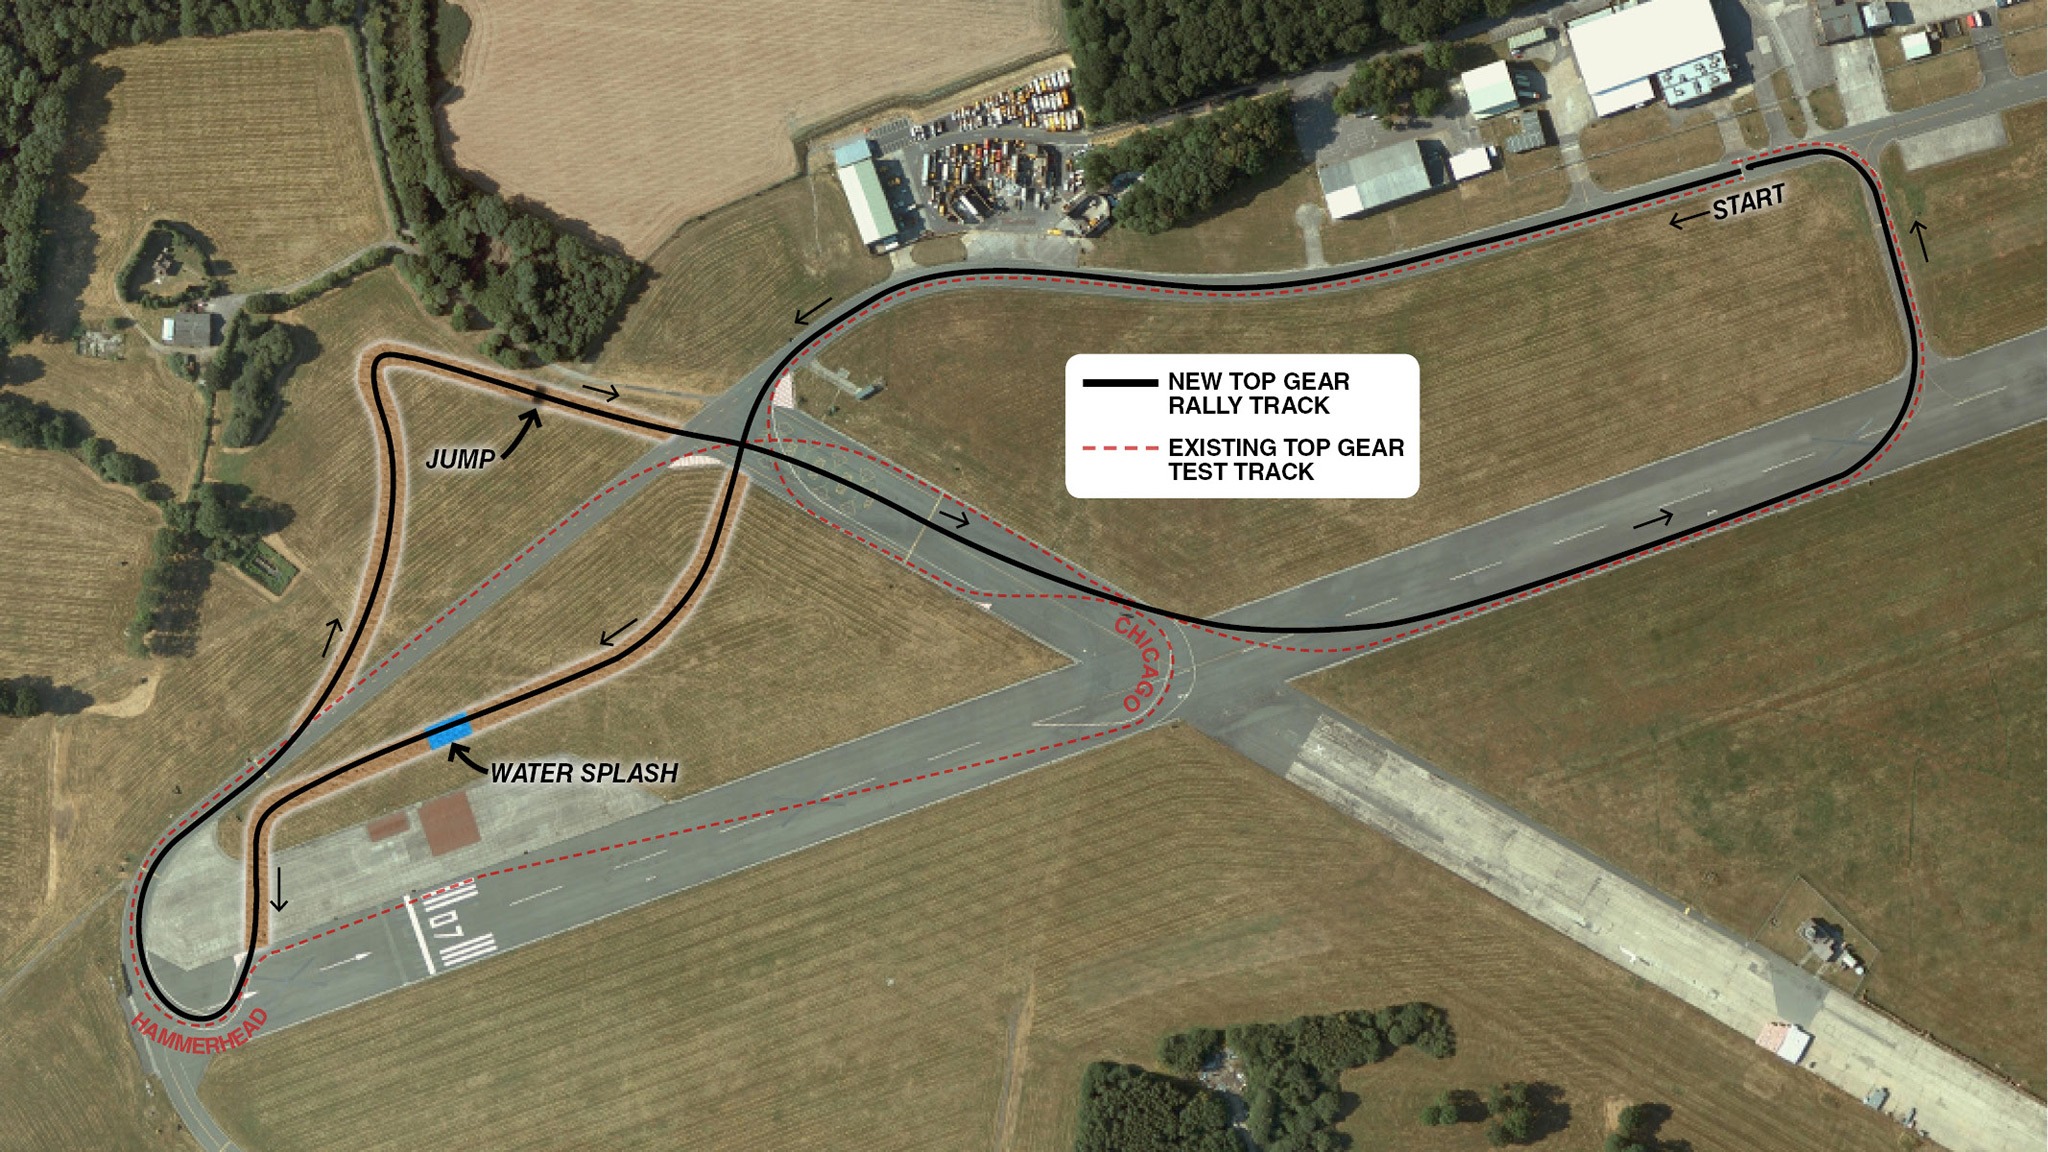 START
NEW TOP GEAR
RALLY TRACK
EXISTING TOP GEAR
TEST TRACK
JUMP
CHICAGO
WATER SPLASH
07
HAMMERHEAD